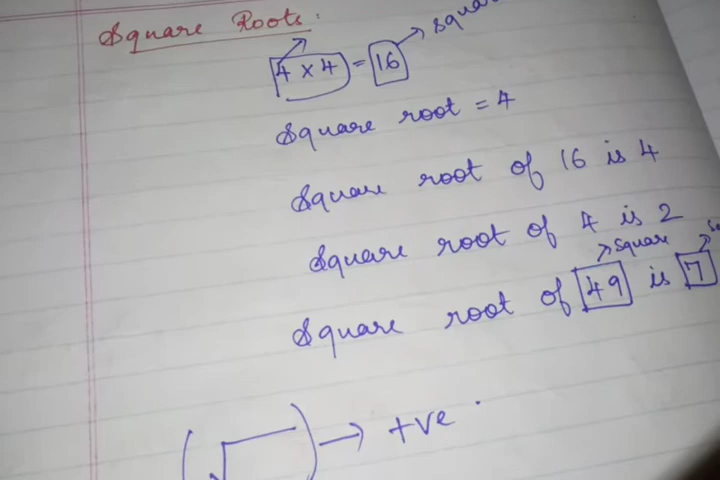 Square Roots:
4 x 4 = 16
Square root = 4
Square root of 16 is 4
Square root of 4 is 2
square
Square root of 49 is 7
(√) → +ve